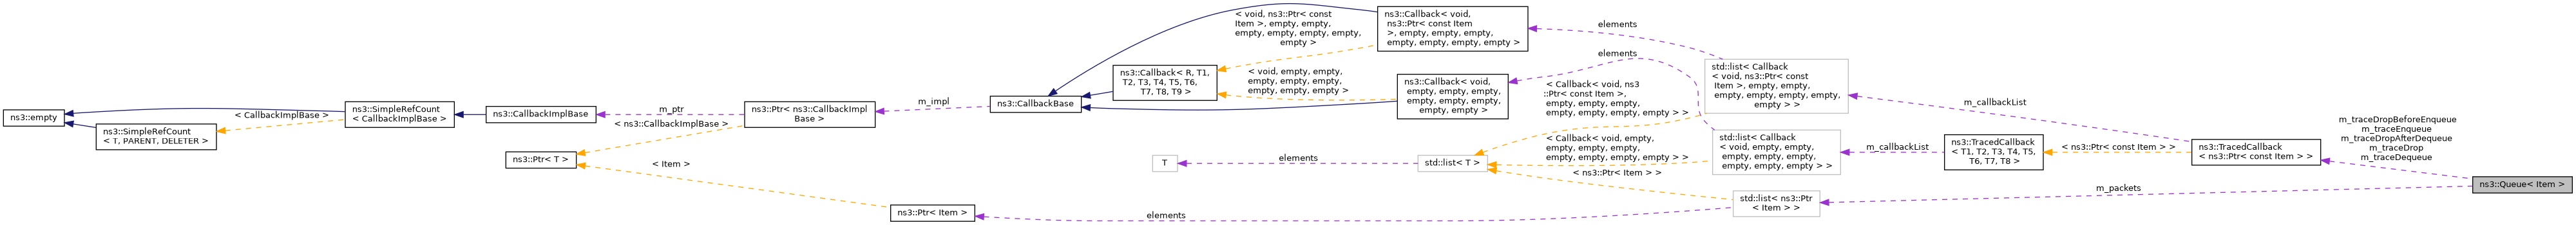 ns3::empty
ns3::SimpleRefCount
< T, PARENT, DELETER >
< CallbackImplBase >
ns3::SimpleRefCount
< CallbackImplBase >
ns3::CallbackImplBase
ns3::Ptr< T >
m_ptr
< ns3::CallbackImplBase >
< Item >
ns3::Ptr< ns3::CallbackImpl
Base >
ns3::Ptr< Item >
m_impl
ns3::CallbackBase
ns3::Callback< R, T1,
T2, T3, T4, T5, T6,
T7, T8, T9 >
T
elements
elements
< void, ns3::Ptr< const
Item >, empty, empty,
empty, empty, empty, empty,
empty >
< void, empty, empty,
empty, empty, empty,
empty, empty, empty >
ns3::Callback< void,
ns3::Ptr< const Item
>, empty, empty, empty,
empty, empty, empty, empty >
ns3::Callback< void,
empty, empty, empty,
empty, empty, empty,
empty, empty >
std::list< T >
elements
elements
< Callback< void, ns3
::Ptr< const Item >,
empty, empty, empty,
empty, empty, empty, empty > >
< Callback< void, empty,
empty, empty, empty,
empty, empty, empty, empty > >
< ns3::Ptr< Item > >
std::list< Callback
< void, ns3::Ptr< const
Item >, empty, empty,
empty, empty, empty, empty,
empty > >
std::list< Callback
< void, empty, empty,
empty, empty, empty,
empty, empty, empty > >
std::list< ns3::Ptr
< Item > >
m_callbackList
m_callbackList
ns3::TracedCallback
< T1, T2, T3, T4, T5,
T6, T7, T8 >
< ns3::Ptr< const Item > >
m_packets
ns3::TracedCallback
< ns3::Ptr< const Item > >
m_traceDropBeforeEnqueue
m_traceEnqueue
m_traceDropAfterDequeue
m_traceDrop
m_traceDequeue
ns3::Queue< Item >